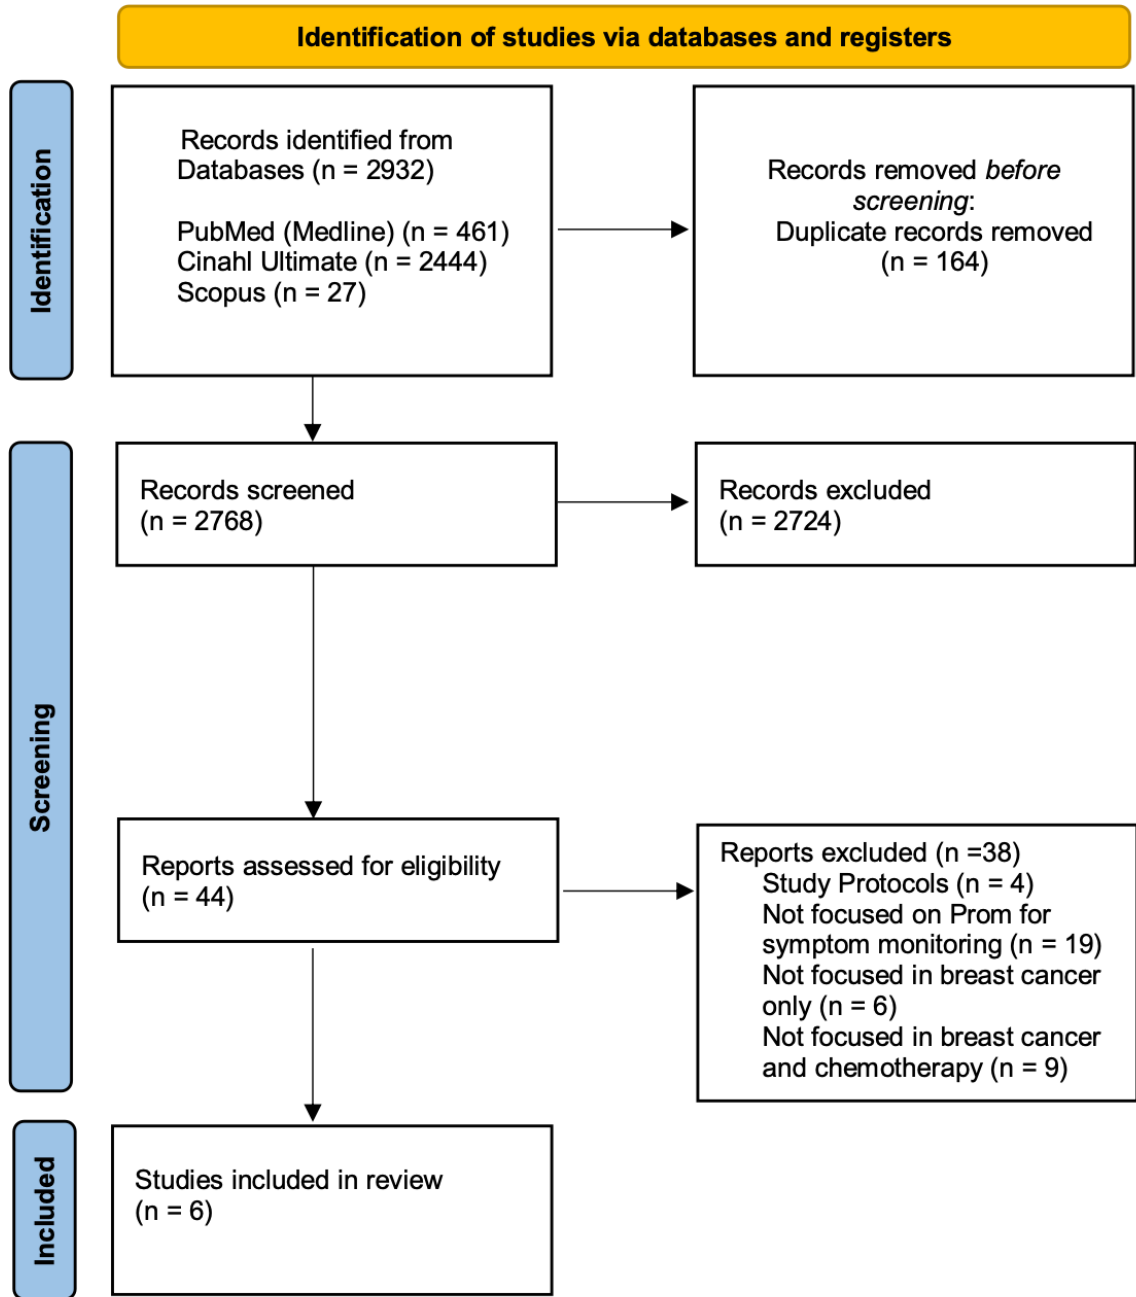 Identification of studies via databases and registers
Identification
Records identified from
Databases (n = 2932)
PubMed (Medline) (n = 461)
Cinahl Ultimate (n = 2444)
Scopus (n = 27)
Records removed before
screening:
Duplicate records removed
(n = 164)
Screening
Records screened
(n = 2768)
Records excluded
(n = 2724)
Reports assessed for eligibility
(n = 44)
Reports excluded (n =38)
Study Protocols (n = 4)
Not focused on Prom for
symptom monitoring (n = 19)
Not focused in breast cancer
only (n = 6)
Not focused in breast cancer
and chemotherapy (n = 9)
Included
Studies included in review
(n = 6)